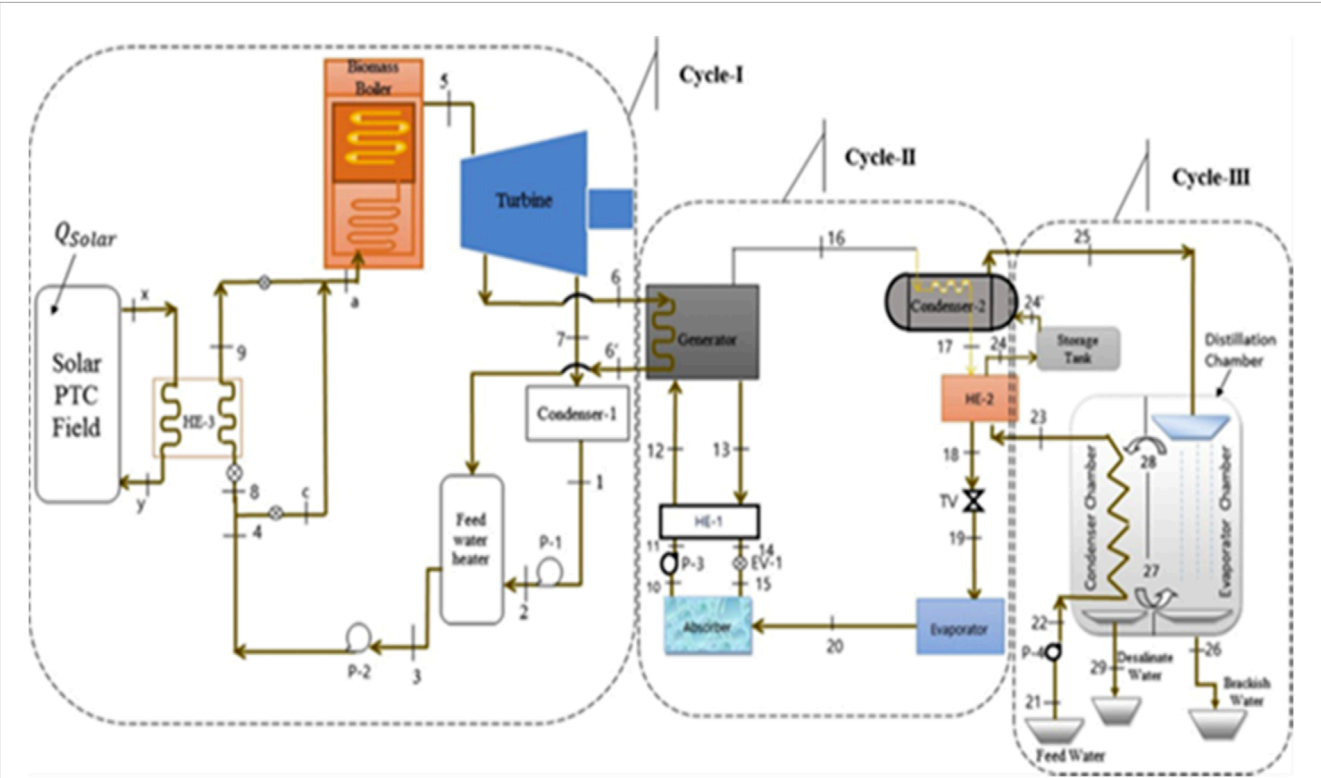 Cycle-I
Cycle-II
Cycle-III
Biomass
Boiler
5
Turbine
Q_Solar
x
a
9
Solar
PTC
Field
HE-3
y
8
c
4
6
7
6'
Condenser-1
1
Feed
water
heater
P-1
2
P-2
3
16
Generator
Condenser-2
17
12
13
HE-1
11
P-3
10
14
EV-1
15
Absorber
20
Evaporator
HE-2
18
TV
19
25
24'
24
Storage
Tank
23
Distillation
Chamber
Condenser Chamber
28
27
Evaporator Chamber
22
P-4
21
Feed Water
29
Desalinate
Water
26
Brackish
Water